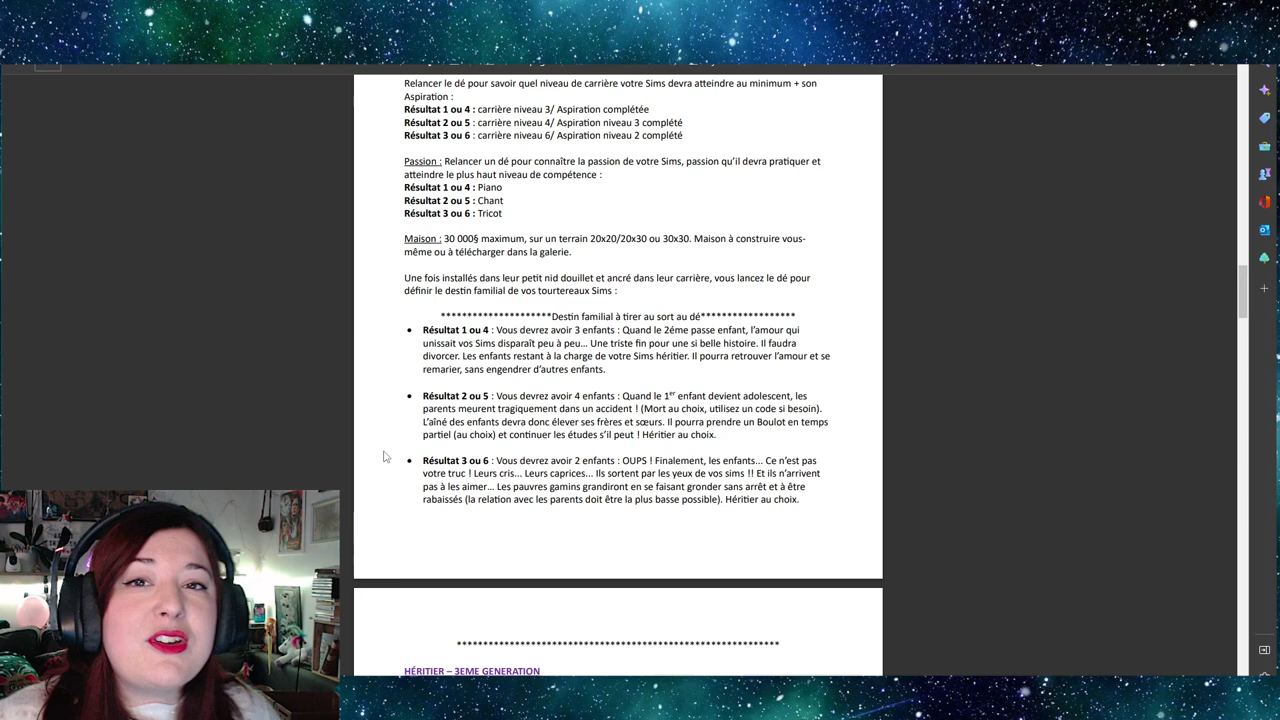 Relancer le dé pour savoir quel niveau de carrière votre Sims devra atteindre au minimum + son
Aspiration :
Résultat 1 ou 4 : carrière niveau 3/ Aspiration complétée
Résultat 2 ou 5 : carrière niveau 4/ Aspiration niveau 3 complété
Résultat 3 ou 6 : carrière niveau 6/ Aspiration niveau 2 complété
Passion : Relancer un dé pour connaître la passion de votre Sims, passion qu'il devra pratiquer et
atteindre le plus haut niveau de compétence :
Résultat 1 ou 4 : Piano
Résultat 2 ou 5 : Chant
Résultat 3 ou 6 : Tricot
Maison : 30 000§ maximum, sur un terrain 20x20/20x30 ou 30x30. Maison à construire vous-
même ou à télécharger dans la galerie.
Une fois installés dans leur petit nid douillet et ancré dans leur carrière, vous lancez le dé pour
définir le destin familial de vos tourtereaux Sims :
*********************Destin familial à tirer au sort au dé******************
• Résultat 1 ou 4 : Vous devrez avoir 3 enfants : Quand le 2éme passe enfant, l'amour qui
unissait vos Sims disparaît peu à peu... Une triste fin pour une si belle histoire. Il faudra
divorcer. Les enfants restant à la charge de votre Sims héritier. Il pourra retrouver l'amour et se
remarier, sans engendrer d'autres enfants.
• Résultat 2 ou 5 : Vous devrez avoir 4 enfants : Quand le 1er enfant devient adolescent, les
parents meurent tragiquement dans un accident ! (Mort au choix, utilisez un code si besoin).
L'aîné des enfants devra donc élever ses frères et sœurs. Il pourra prendre un Boulot en temps
partiel (au choix) et continuer les études s'il peut ! Héritier au choix.
• Résultat 3 ou 6 : Vous devrez avoir 2 enfants : OUPS ! Finalement, les enfants... Ce n'est pas
votre truc ! Leurs cris... Leurs caprices... Ils sortent par les yeux de vos sims !! Et ils n'arrivent
pas à les aimer... Les pauvres gamins grandiront en se faisant gronder sans arrêt et à être
rabaissés (la relation avec les parents doit être la plus basse possible). Héritier au choix.
*************************************************************
HÉRITIER – 3EME GENERATION